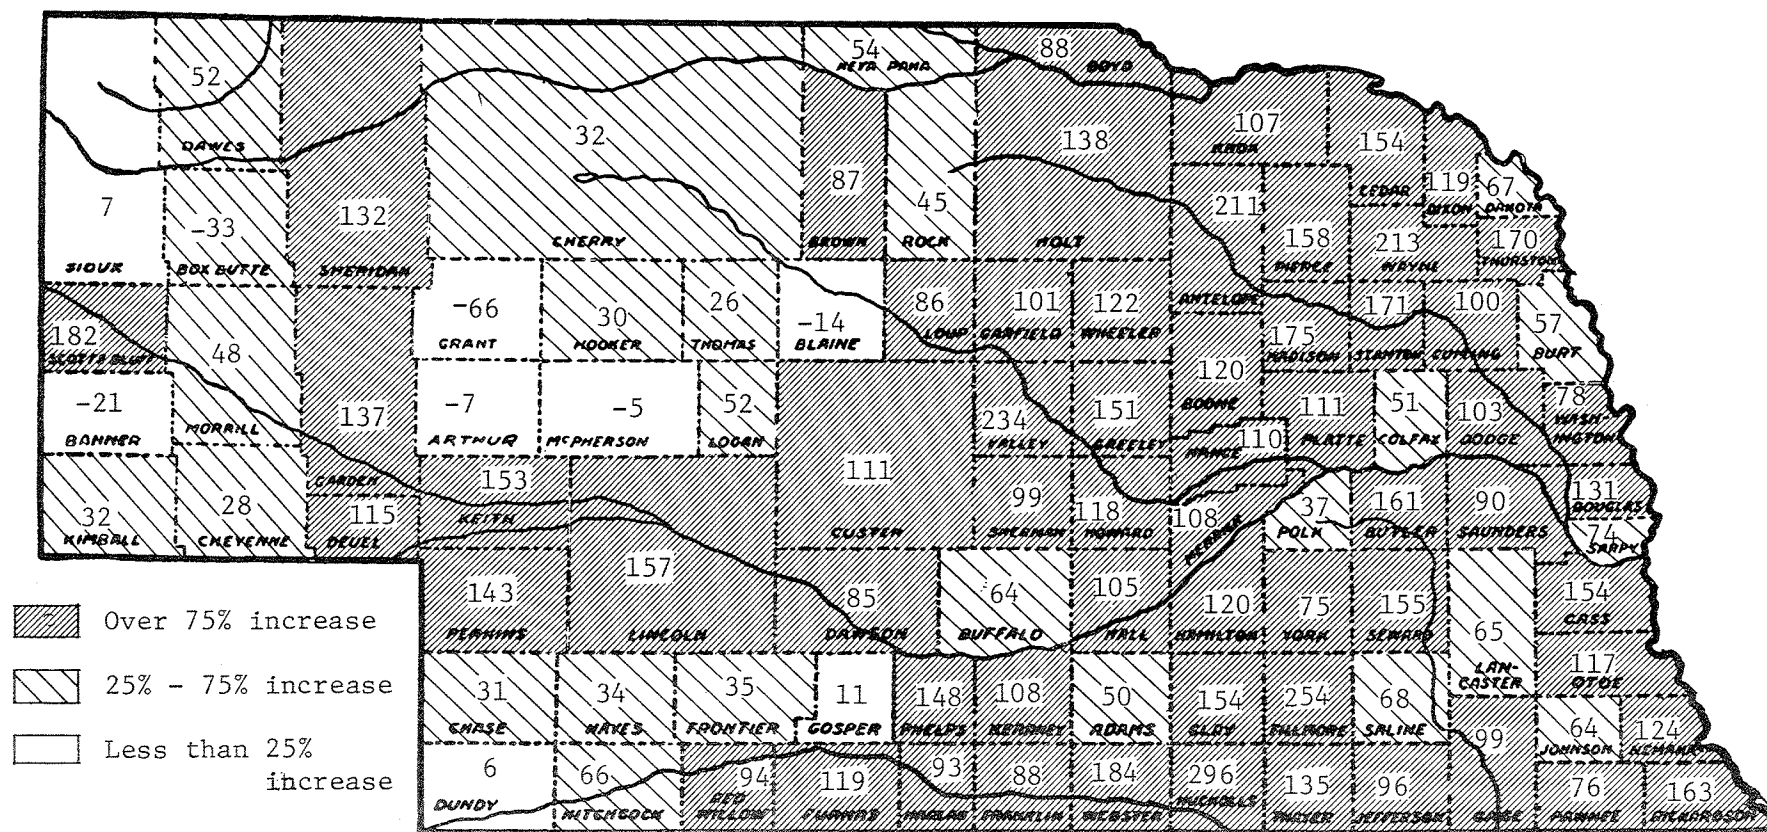 52
DAWES
7
SIOUX
-33
BOX BUTTE
132
SHERIDAN
32
CHERRY
54
KEYA PAHA
87
BROWN
45
ROCK
88
BOYD
138
HOLT
107
KNOX
154
CEDAR
119
DIXON
67
DAKOTA
211
ANTELOPE
158
PIERCE
213
WAYNE
170
THURSTON
182
SCOTTS BLUFF
48
MORRILL
137
GARDEN
-66
GRANT
30
HOOKER
26
THOMAS
-14
BLAINE
86
LOUP
101
GARFIELD
122
WHEELER
175
MADISON
171
STANTON
100
CUMING
57
BURT
-21
BANNER
-7
ARTHUR
-5
McPHERSON
52
LOGAN
111
CUSTER
234
VALLEY
151
GREELEY
120
BOONE
110
NANCE
111
PLATTE
51
COLFAX
103
DODGE
78
WASH-
INGTON
32
KIMBALL
28
CHEYENNE
115
DEUEL
153
KEITH
157
LINCOLN
99
SHERMAN
118
HOWARD
108
MERRICK
37
POLK
161
BUTLER
90
SAUNDERS
131
DOUGLAS
74
SARPY
143
PERKINS
85
DAWSON
64
BUFFALO
105
HALL
120
HAMILTON
75
YORK
155
SEWARD
65
LAN-
CASTER
154
CASS
117
OTOE
31
CHASE
34
HAYES
35
FRONTIER
11
GOSPER
148
PHELPS
108
KEARNEY
50
ADAMS
154
CLAY
254
FILLMORE
68
SALINE
99
GAGE
64
JOHNSON
124
NEMAHA
6
DUNDY
66
HITCHCOCK
94
RED
WILLOW
119
FURNAS
93
HARLAN
88
FRANKLIN
184
WEBSTER
296
NUCKOLLS
135
THAYER
96
JEFFERSON
76
PAWNEE
163
RICHARDSON
Over 75% increase
25% - 75% increase
Less than 25%
increase